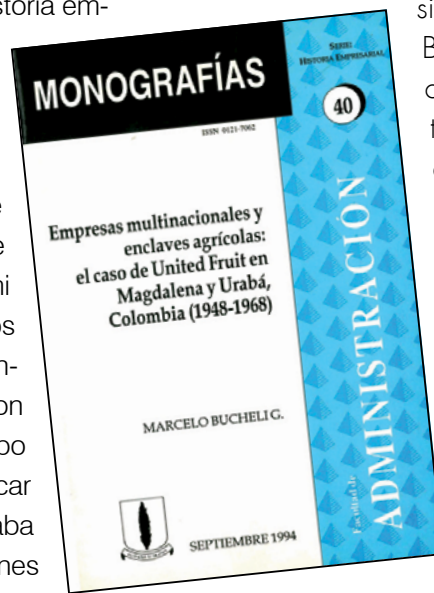 storia em-
MONOGRAFÍAS
ISSN 0121-7062
Empresas multinacionales y
enclaves agrícolas:
el caso de United Fruit en
Magdalena y Urabá,
Colombia (1948-1968)
MARCELO BUCHELI G.
SEPTIEMBRE 1994
SERIE:
HISTORIA EMPRESARIAL
40
Facultad de
ADMINISTRACIÓN
e
e
ni
os
n-
on
po
car
aba
nes
si
B